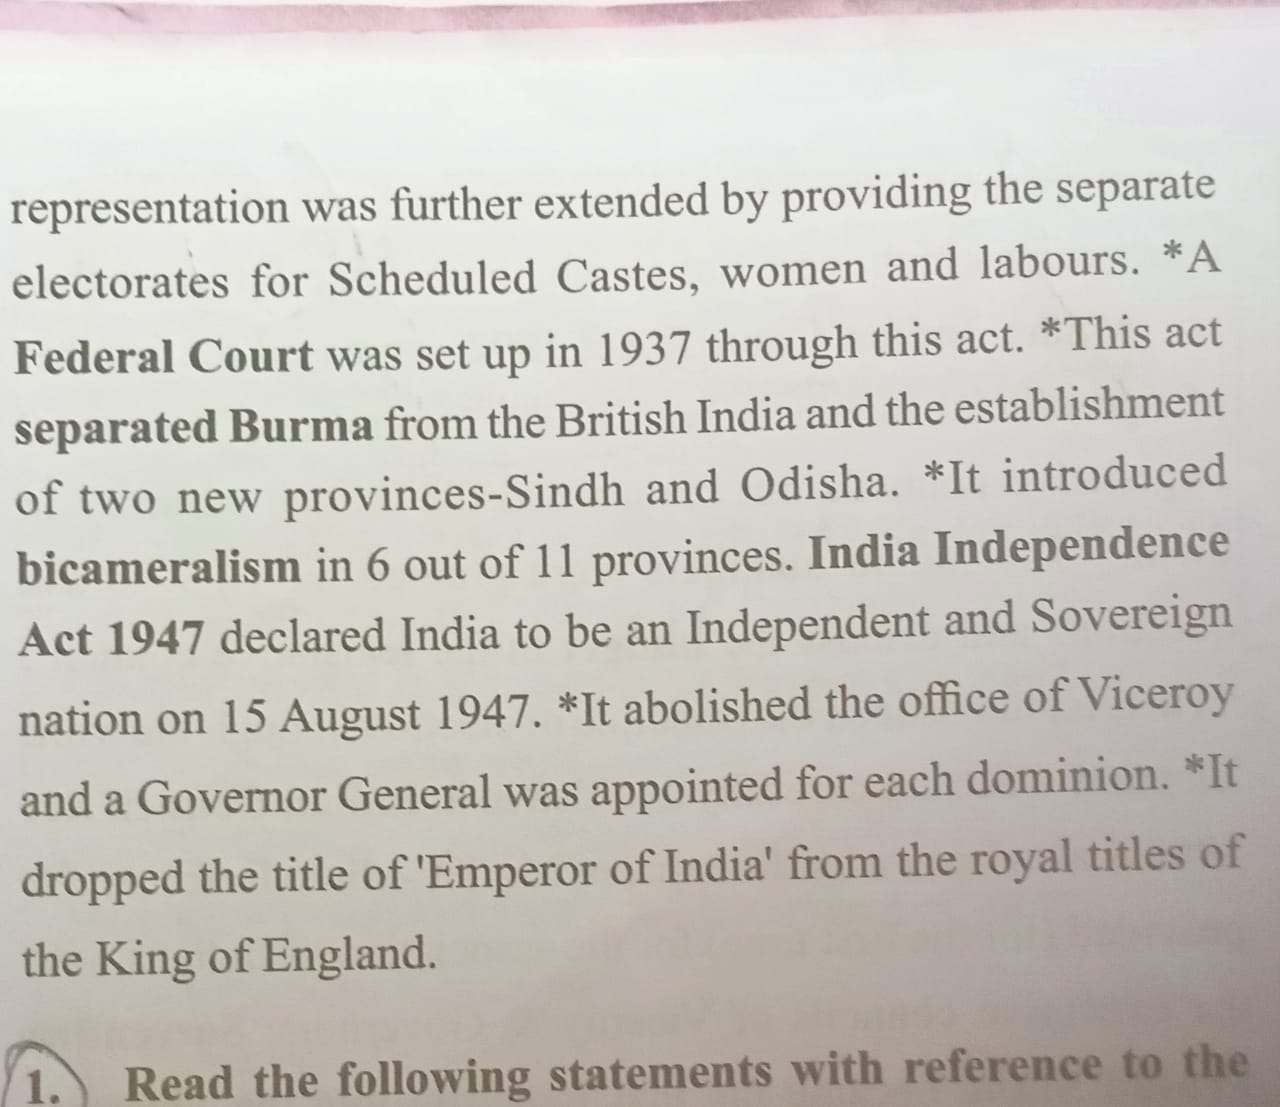 representation was further extended by providing the separate
electorates for Scheduled Castes, women and labours. *A
Federal Court was set up in 1937 through this act. *This act
separated Burma from the British India and the establishment
of two new provinces-Sindh and Odisha. *It introduced
bicameralism in 6 out of 11 provinces. India Independence
Act 1947 declared India to be an Independent and Sovereign
nation on 15 August 1947. *It abolished the office of Viceroy
and a Governor General was appointed for each dominion. *It
dropped the title of 'Emperor of India' from the royal titles of
the King of England.
1. Read the following statements with reference to the